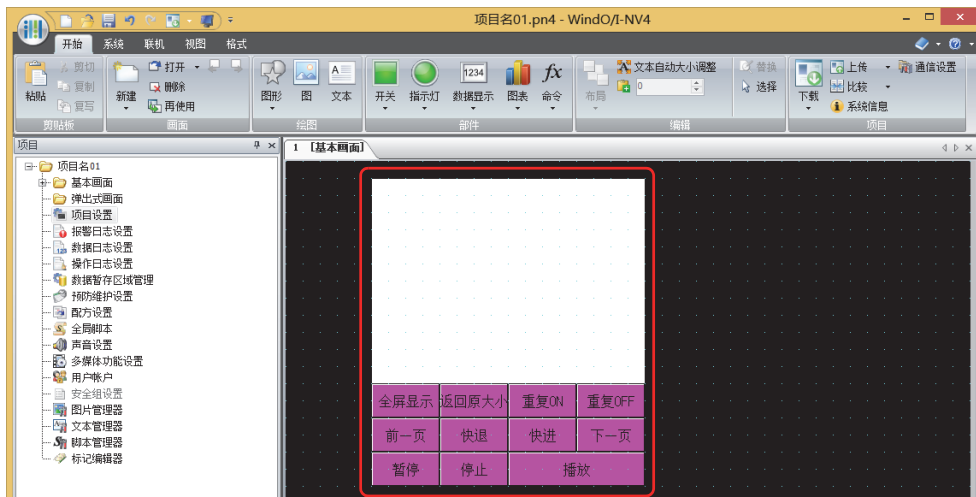 项目名01.pn4 - WindO/I-NV4
开始 系统 联机 视图 格式
粘贴 剪切 复制 复写 剪贴板
新建 打开 删除 再使用 画面
图形 图 文本 绘图
开关 指示灯 1234 数据显示 图表 fx 命令 部件
布局 文本自动大小调整 0 替换 选择 编辑
下载 上传 比较 系统信息 通信设置 项目
项目
1 [基本画面]
项目名01
基本画面
弹出式画面
项目设置
报警日志设置
数据日志设置
操作日志设置
数据暂存区域管理
预防维护设置
配方设置
全局脚本
声音设置
多媒体功能设置
用户帐户
安全组设置
图片管理器
文本管理器
脚本管理器
标记编辑器
全屏显示 返回原大小 重复ON 重复OFF
前一页 快退 快进 下一页
暂停 停止 播放